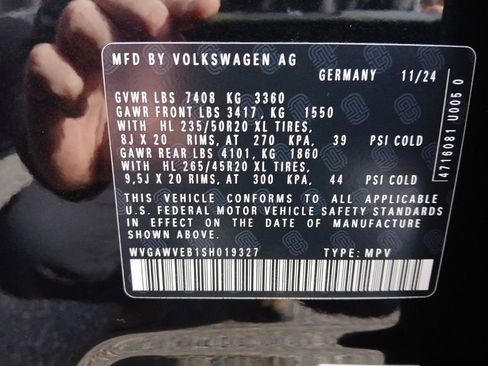 MFD BY VOLKSWAGEN AG
GERMANY 11/24
GVWR LBS 7408 KG 3360
GAWR FRONT LBS 3417, KG 1550
WITH HL 235/50R20 XL TIRES,
8J X 20 RIMS, AT 270 KPA, 39 PSI COLD
GAWR REAR LBS 4101, KG 1860
WITH HL 265/45R20 XL TIRES,
9,5J X 20 RIMS, AT 300 KPA, 44 PSI COLD
THIS VEHICLE CONFORMS TO ALL APPLICABLE
U.S. FEDERAL MOTOR VEHICLE SAFETY STANDARDS
IN EFFECT ON THE DATE OF MANUFACTURE
SHOWN ABOVE
WVGAWVEB1SH019327 TYPE: MPV
4716081 U005 0